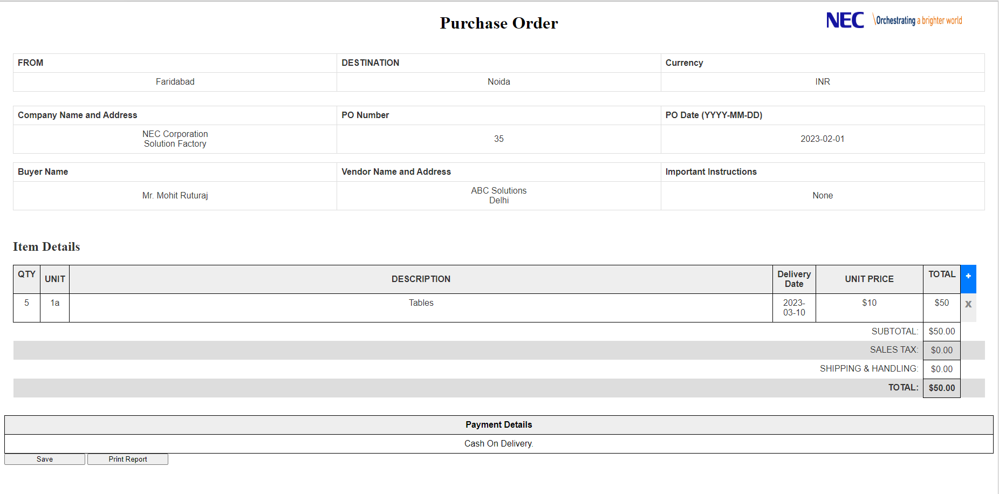 Purchase Order
NEC \Orchestrating a brighter world
FROM DESTINATION Currency
Faridabad Noida INR
Company Name and Address PO Number PO Date (YYYY-MM-DD)
NEC Corporation
Solution Factory
35
2023-02-01
Buyer Name Vendor Name and Address Important Instructions
Mr. Mohit Ruturaj
ABC Solutions
Delhi
None
Item Details
QTY UNIT DESCRIPTION Delivery
Date
UNIT PRICE TOTAL +
5 1a Tables 2023-
03-10
$10 $50 X
SUBTOTAL: $50.00
SALES TAX: $0.00
SHIPPING & HANDLING: $0.00
TOTAL: $50.00
Payment Details
Cash On Delivery.
Save Print Report